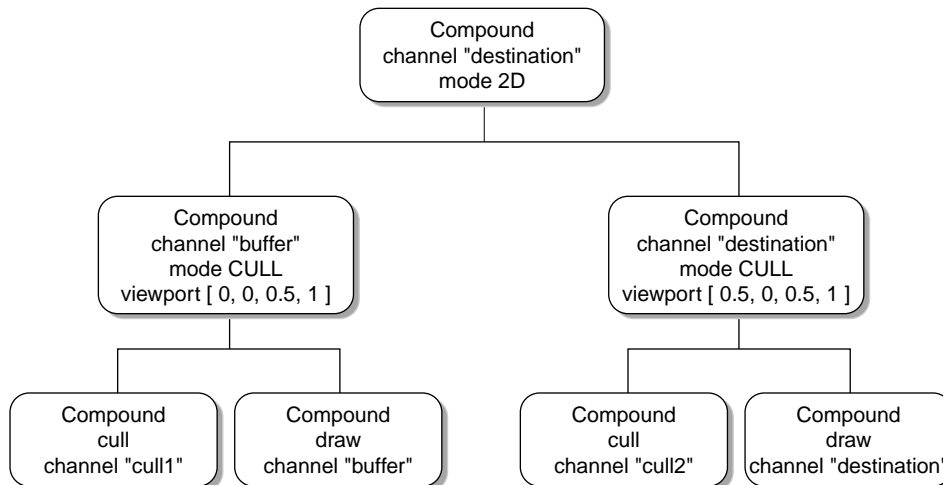 Compound
channel "destination"
mode 2D
Compound
channel "buffer"
mode CULL
viewport [ 0, 0, 0.5, 1 ]
Compound
channel "destination"
mode CULL
viewport [ 0.5, 0, 0.5, 1 ]
Compound
cull
channel "cull1"
Compound
draw
channel "buffer"
Compound
cull
channel "cull2"
Compound
draw
channel "destination"